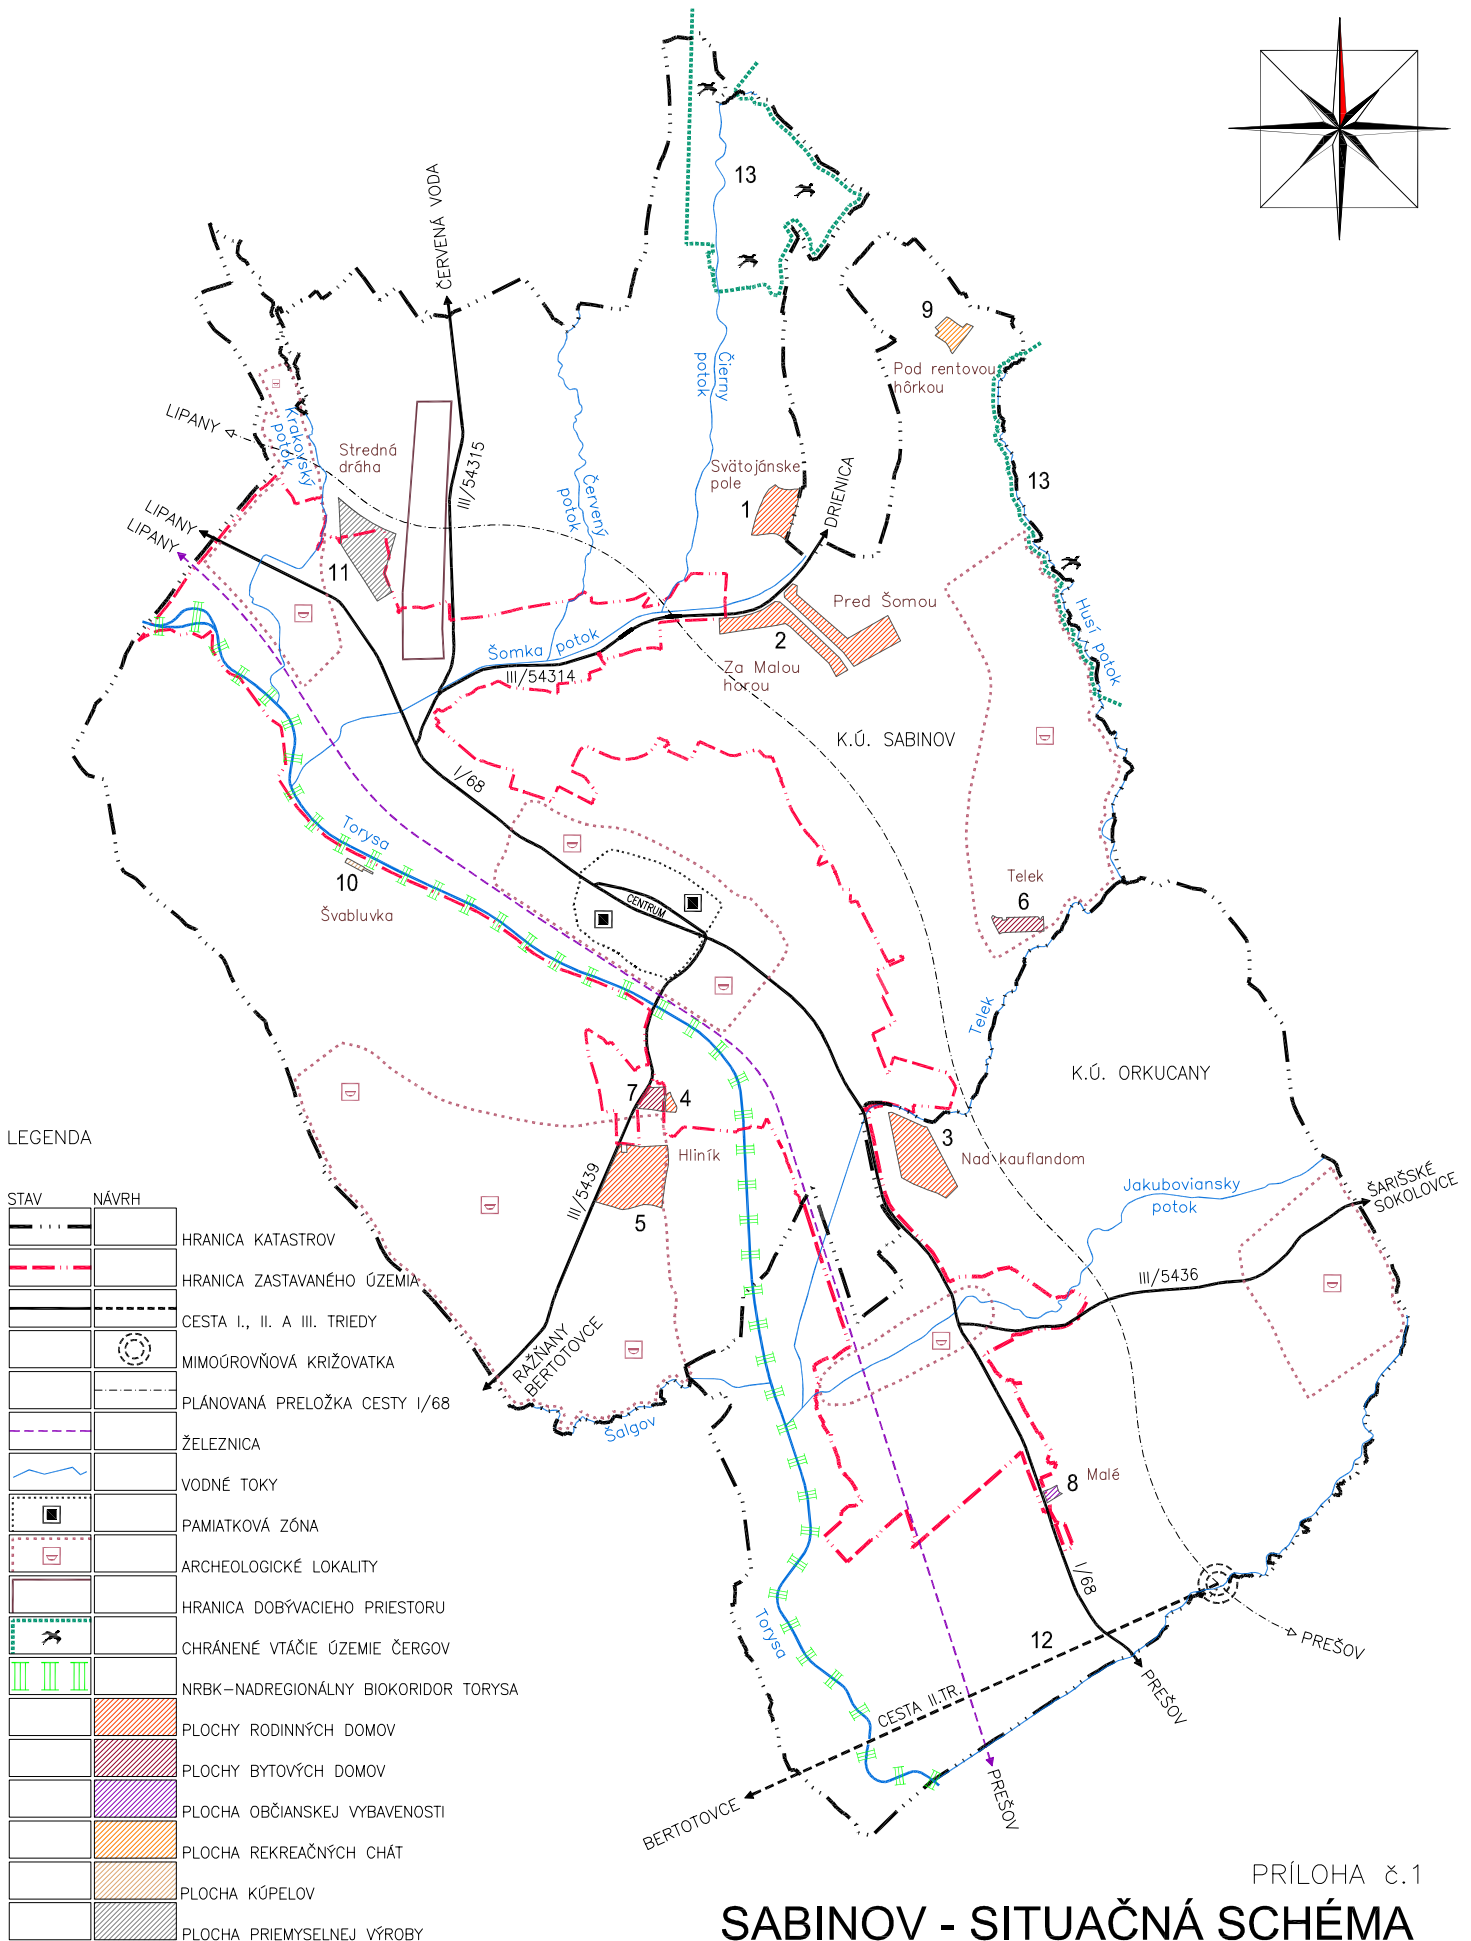 13
ČERVENÁ VODA
9
Pod rentovou
hôrkou
Čierny
potok
LIPANY
Krakovský
potok
Stredná
dráha
III/54315
Svätojánske
pole
1
DRIENICA
Červený
potok
13
LIPANY
LIPANY
11
Pred Šomou
2
Za Malou
horou
Husí potok
Šomka potok
III/54314
K.Ú. SABINOV
I/68
Torysa
10
Švabluvka
CENTRUM
Telek
6
Telek
K.Ú. ORKUCANY
7
4
3
Nad kauflandom
Hliník
5
III/5439
Jakuboviansky
potok
ŠARIŠSKÉ
SOKOLOVCE
III/5436
RAŽŇANY
BERTOTOVCE
Šalgov
8
Malé
I/68
Torysa
12
CESTA II.TR.
PREŠOV
PREŠOV
PREŠOV
BERTOTOVCE
LEGENDA
STAV NÁVRH
HRANICA KATASTROV
HRANICA ZASTAVANÉHO ÚZEMIA
CESTA I., II. A III. TRIEDY
MIMOÚROVŇOVÁ KRIŽOVATKA
PLÁNOVANÁ PRELOŽKA CESTY I/68
ŽELEZNICA
VODNÉ TOKY
PAMIATKOVÁ ZÓNA
ARCHEOLOGICKÉ LOKALITY
HRANICA DOBÝVACIEHO PRIESTORU
CHRÁNENÉ VTÁČIE ÚZEMIE ČERGOV
NRBK-NADREGIONÁLNY BIOKORIDOR TORYSA
PLOCHY RODINNÝCH DOMOV
PLOCHY BYTOVÝCH DOMOV
PLOCHA OBČIANSKEJ VYBAVENOSTI
PLOCHA REKREAČNÝCH CHÁT
PLOCHA KÚPELOV
PLOCHA PRIEMYSELNEJ VÝROBY
PRÍLOHA č.1
SABINOV - SITUAČNÁ SCHÉMA